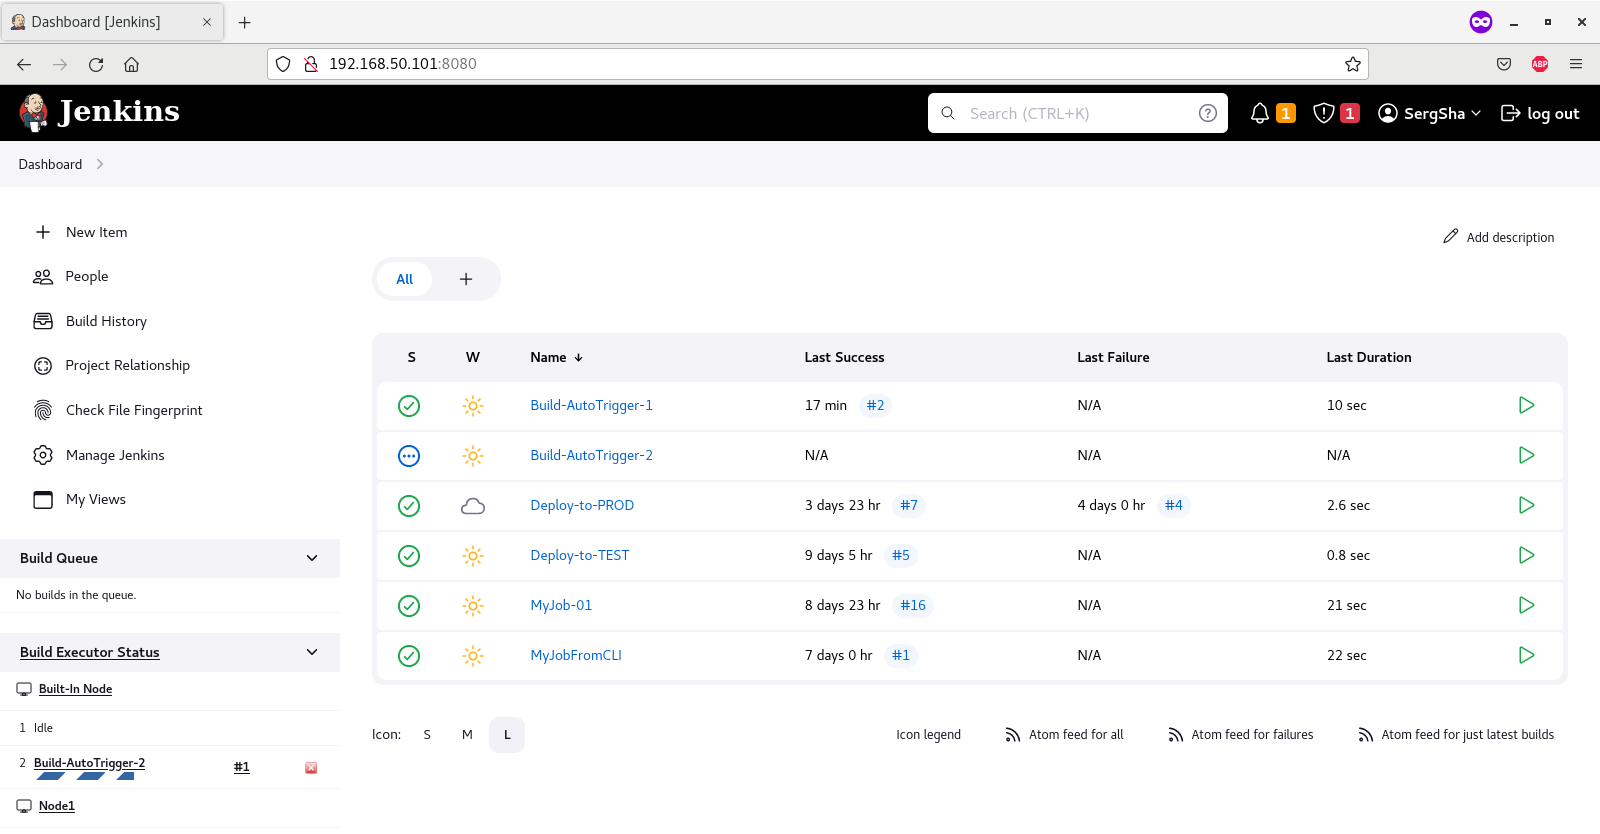 Dashboard [Jenkins]
192.168.50.101:8080
ABP
Jenkins
Search (CTRL+K)
?
1
1
SergSha
log out
Dashboard
New Item
People
Build History
Project Relationship
Check File Fingerprint
Manage Jenkins
My Views
Build Queue
No builds in the queue.
Build Executor Status
Built-In Node
1 Idle
2 Build-AutoTrigger-2 #1
Node1
Add description
All
S W Name ↓ Last Success Last Failure Last Duration
Build-AutoTrigger-1 17 min #2 N/A 10 sec
Build-AutoTrigger-2 N/A N/A N/A
Deploy-to-PROD 3 days 23 hr #7 4 days 0 hr #4 2.6 sec
Deploy-to-TEST 9 days 5 hr #5 N/A 0.8 sec
MyJob-01 8 days 23 hr #16 N/A 21 sec
MyJobFromCLI 7 days 0 hr #1 N/A 22 sec
Icon: S M L
Icon legend
Atom feed for all
Atom feed for failures
Atom feed for just latest builds